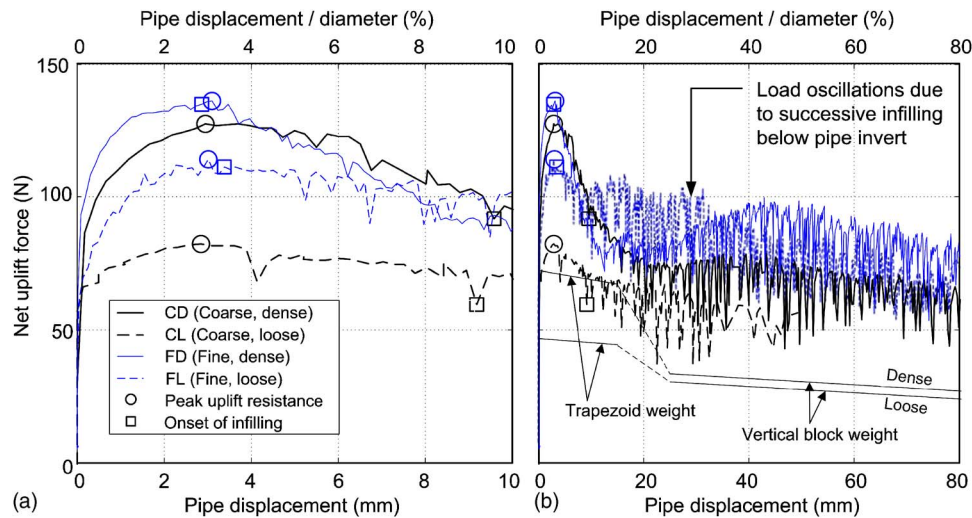 Pipe displacement / diameter (%)
0 2 4 6 8 10
150
100
50
0
Net uplift force (N)
CD (Coarse, dense)
CL (Coarse, loose)
FD (Fine, dense)
FL (Fine, loose)
Peak uplift resistance
Onset of infilling
0 2 4 6 8 10
(a) Pipe displacement (mm)
Pipe displacement / diameter (%)
0 20 40 60 80
Load oscillations due
to successive infilling
below pipe invert
Dense
Loose
Trapezoid weight
Vertical block weight
0 20 40 60 80
(b) Pipe displacement (mm)